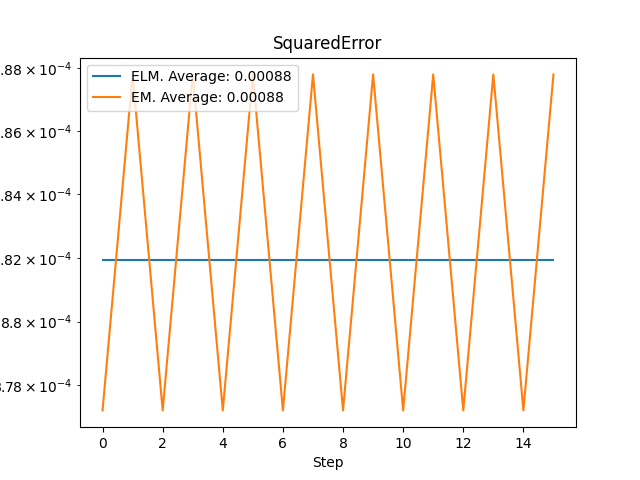 SquaredError
ELM. Average: 0.00088
EM. Average: 0.00088
.88 × 10⁻⁴
.86 × 10⁻⁴
.84 × 10⁻⁴
.82 × 10⁻⁴
8.8 × 10⁻⁴
8.78 × 10⁻⁴
0 2 4 6 8 10 12 14
Step